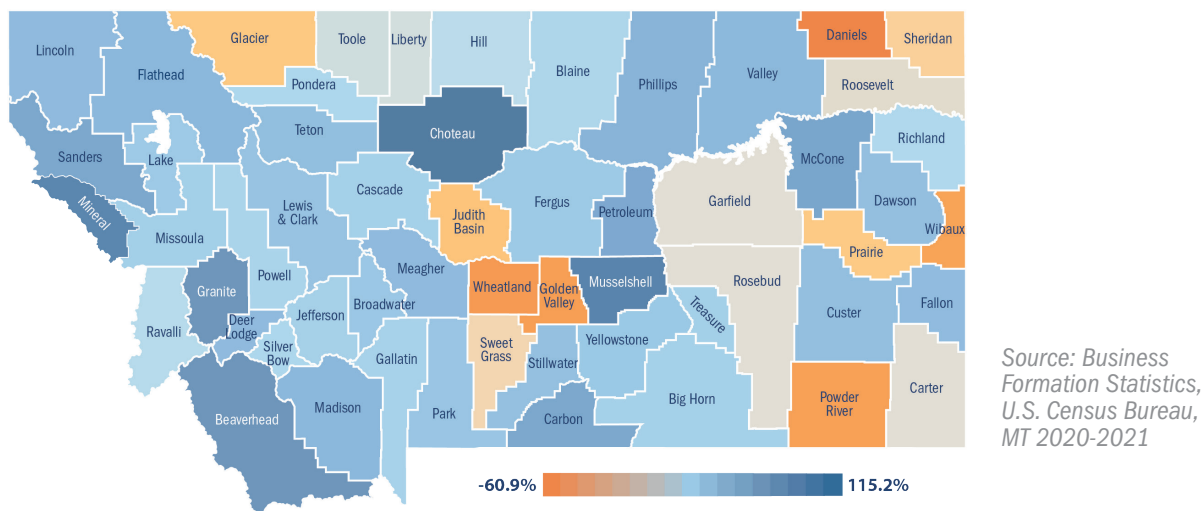 Lincoln
Flathead
Glacier
Toole
Liberty
Hill
Blaine
Phillips
Valley
Daniels
Sheridan
Roosevelt
Pondera
Teton
Choteau
Richland
McCone
Sanders
Lake
Dawson
Mineral
Cascade
Fergus
Petroleum
Garfield
Lewis
& Clark
Judith
Basin
Wibaux
Missoula
Prairie
Powell
Meagher
Wheatland
Golden
Valley
Musselshell
Rosebud
Granite
Broadwater
Fallon
Treasure
Custer
Jefferson
Deer
Lodge
Ravalli
Silver
Bow
Gallatin
Sweet
Grass
Stillwater
Yellowstone
Source: Business
Formation Statistics,
U.S. Census Bureau,
MT 2020-2021
Madison
Park
Carbon
Big Horn
Powder
River
Carter
Beaverhead
-60.9%
115.2%